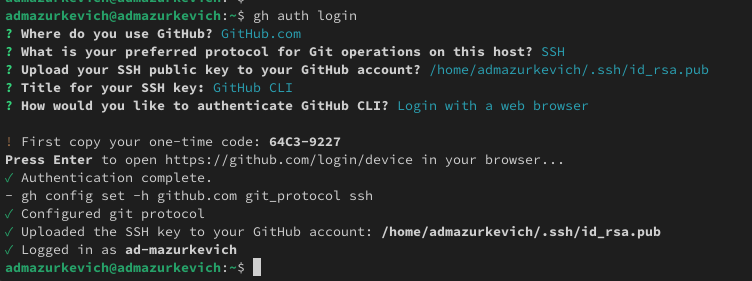 admazurkevich@admazurkevich:~$ gh auth login
? Where do you use GitHub? GitHub.com
? What is your preferred protocol for Git operations on this host? SSH
? Upload your SSH public key to your GitHub account? /home/admazurkevich/.ssh/id_rsa.pub
? Title for your SSH key: GitHub CLI
? How would you like to authenticate GitHub CLI? Login with a web browser
! First copy your one-time code: 64C3-9227
Press Enter to open https://github.com/login/device in your browser...
✓ Authentication complete.
- gh config set -h github.com git_protocol ssh
✓ Configured git protocol
✓ Uploaded the SSH key to your GitHub account: /home/admazurkevich/.ssh/id_rsa.pub
✓ Logged in as ad-mazurkevich
admazurkevich@admazurkevich:~$